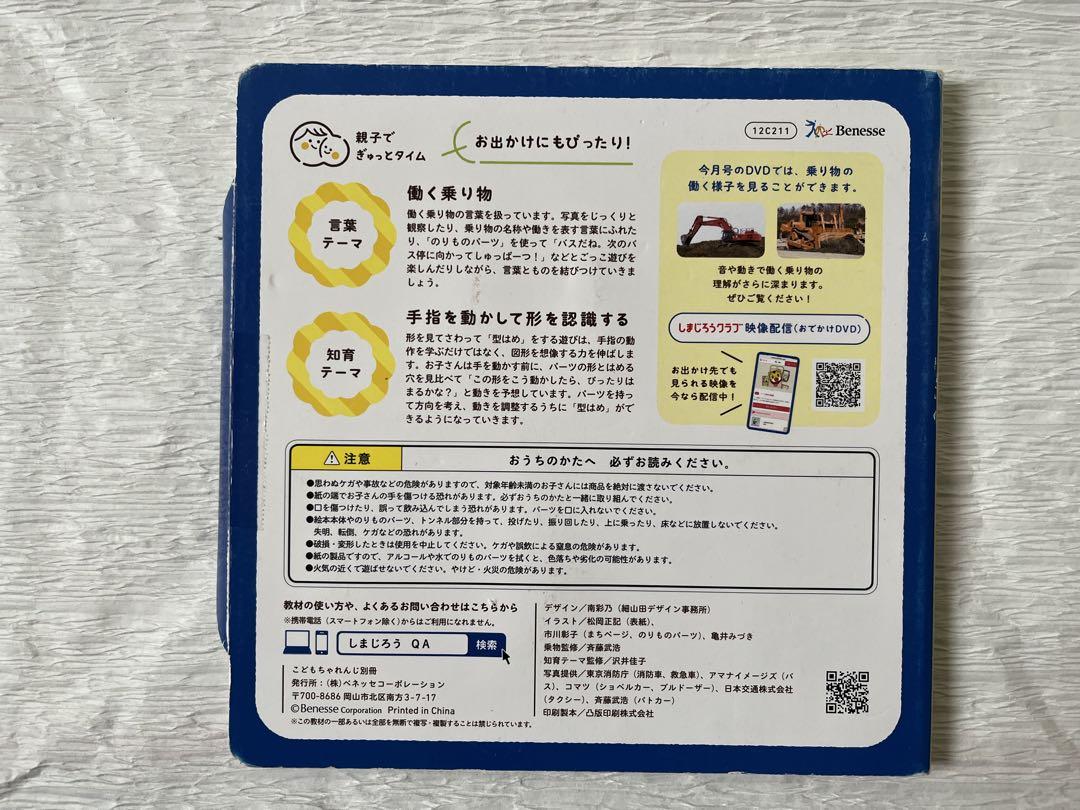 親子で
ぎゅっとタイム
お出かけにもぴったり！
12C211
Benesse
言葉
テーマ
働く乗り物
働く乗り物の言葉を扱っています。写真をじっくりと
観察したり、乗り物の名称や働きを表す言葉にふれた
り、「のりものパーツ」を使って「バスだね。次のバ
ス停に向かってしゅっぱーつ！」などとごっこ遊びを
楽しんだりしながら、言葉とものを結びつけていきま
しょう。
知育
テーマ
手指を動かして形を認識する
形を見てさわって「型はめ」をする遊びは、手指の動
作を学ぶだけではなく、図形を想像する力を伸ばしま
す。お子さんは手を動かす前に、パーツの形とはめる
穴を見比べて「この形をこう動かしたら、ぴったりは
まるかな？」と動きを予想しています。パーツを持っ
て方向を考え、動きを調整するうちに「型はめ」がで
きるようになっていきます。
今月号のDVDでは、乗り物の
働く様子を見ることができます。
音や動きで働く乗り物の
理解がさらに深まります。
ぜひご覧ください！
しまじろうクラブ 映像配信（おでかけDVD）
お出かけ先でも
見られる映像を
今なら配信中！
注意
おうちのかたへ 必ずお読みください。
●思わぬケガや事故などの危険がありますので、対象年齢未満のお子さんには商品を絶対に渡さないでください。
●紙の端でお子さんの手を傷つける恐れがあります。必ずおうちのかたと一緒に取り組んでください。
●口を傷つけたり、誤って飲み込んでしまう恐れがあります。パーツを口に入れないでください。
●絵本本体やのりものパーツ、トンネル部分を持って、投げたり、振り回したり、上に乗ったり、床などに放置しないでください。
失明、転倒、ケガなどの恐れがあります。
●破損・変形したときは使用を中止してください。ケガや誤飲による窒息の危険があります。
●紙の製品ですので、アルコールや水でのりものパーツを拭くと、色落ちや劣化の可能性があります。
●火気の近くで遊ばせないでください。やけど・火災の危険があります。
教材の使い方や、よくあるお問い合わせはこちらから
※携帯電話（スマートフォン除く）からはご利用になれません。
しまじろう QA 検索
こどもちゃれんじ別冊
発行所：（株）ベネッセコーポレーション
〒700-8686 岡山市北区南方3-7-17
©Benesse Corporation Printed in China
※この教材の一部あるいは全部を無断で複写・複製することは禁じられています。
デザイン／南彩乃（細山田デザイン事務所）
イラスト／松岡正記（表紙）、
市川彰子（まちページ、のりものパーツ）、亀井みづき
乗物監修／斉藤武浩
知育テーマ監修／沢井佳子
写真提供／東京消防庁（消防車、救急車）、アマナイメージズ（バ
ス）、コマツ（ショベルカー、ブルドーザー）、日本交通株式会社
（タクシー）、斉藤武浩（パトカー）
印刷製本／凸版印刷株式会社